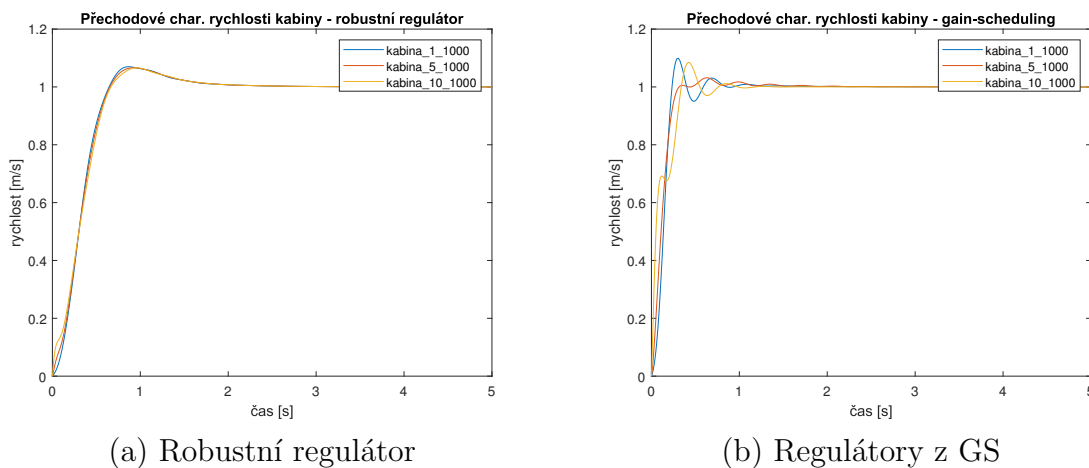 Přechodové char. rychlosti kabiny - robustní regulátor
1.2
1
0.8
0.6
0.4
0.2
0
rychlost [m/s]
kabina_1_1000
kabina_5_1000
kabina_10_1000
0 1 2 3 4 5
čas [s]
(a) Robustní regulátor
Přechodové char. rychlosti kabiny - gain-scheduling
1.2
1
0.8
0.6
0.4
0.2
0
rychlost [m/s]
kabina_1_1000
kabina_5_1000
kabina_10_1000
0 1 2 3 4 5
čas [s]
(b) Regulátory z GS